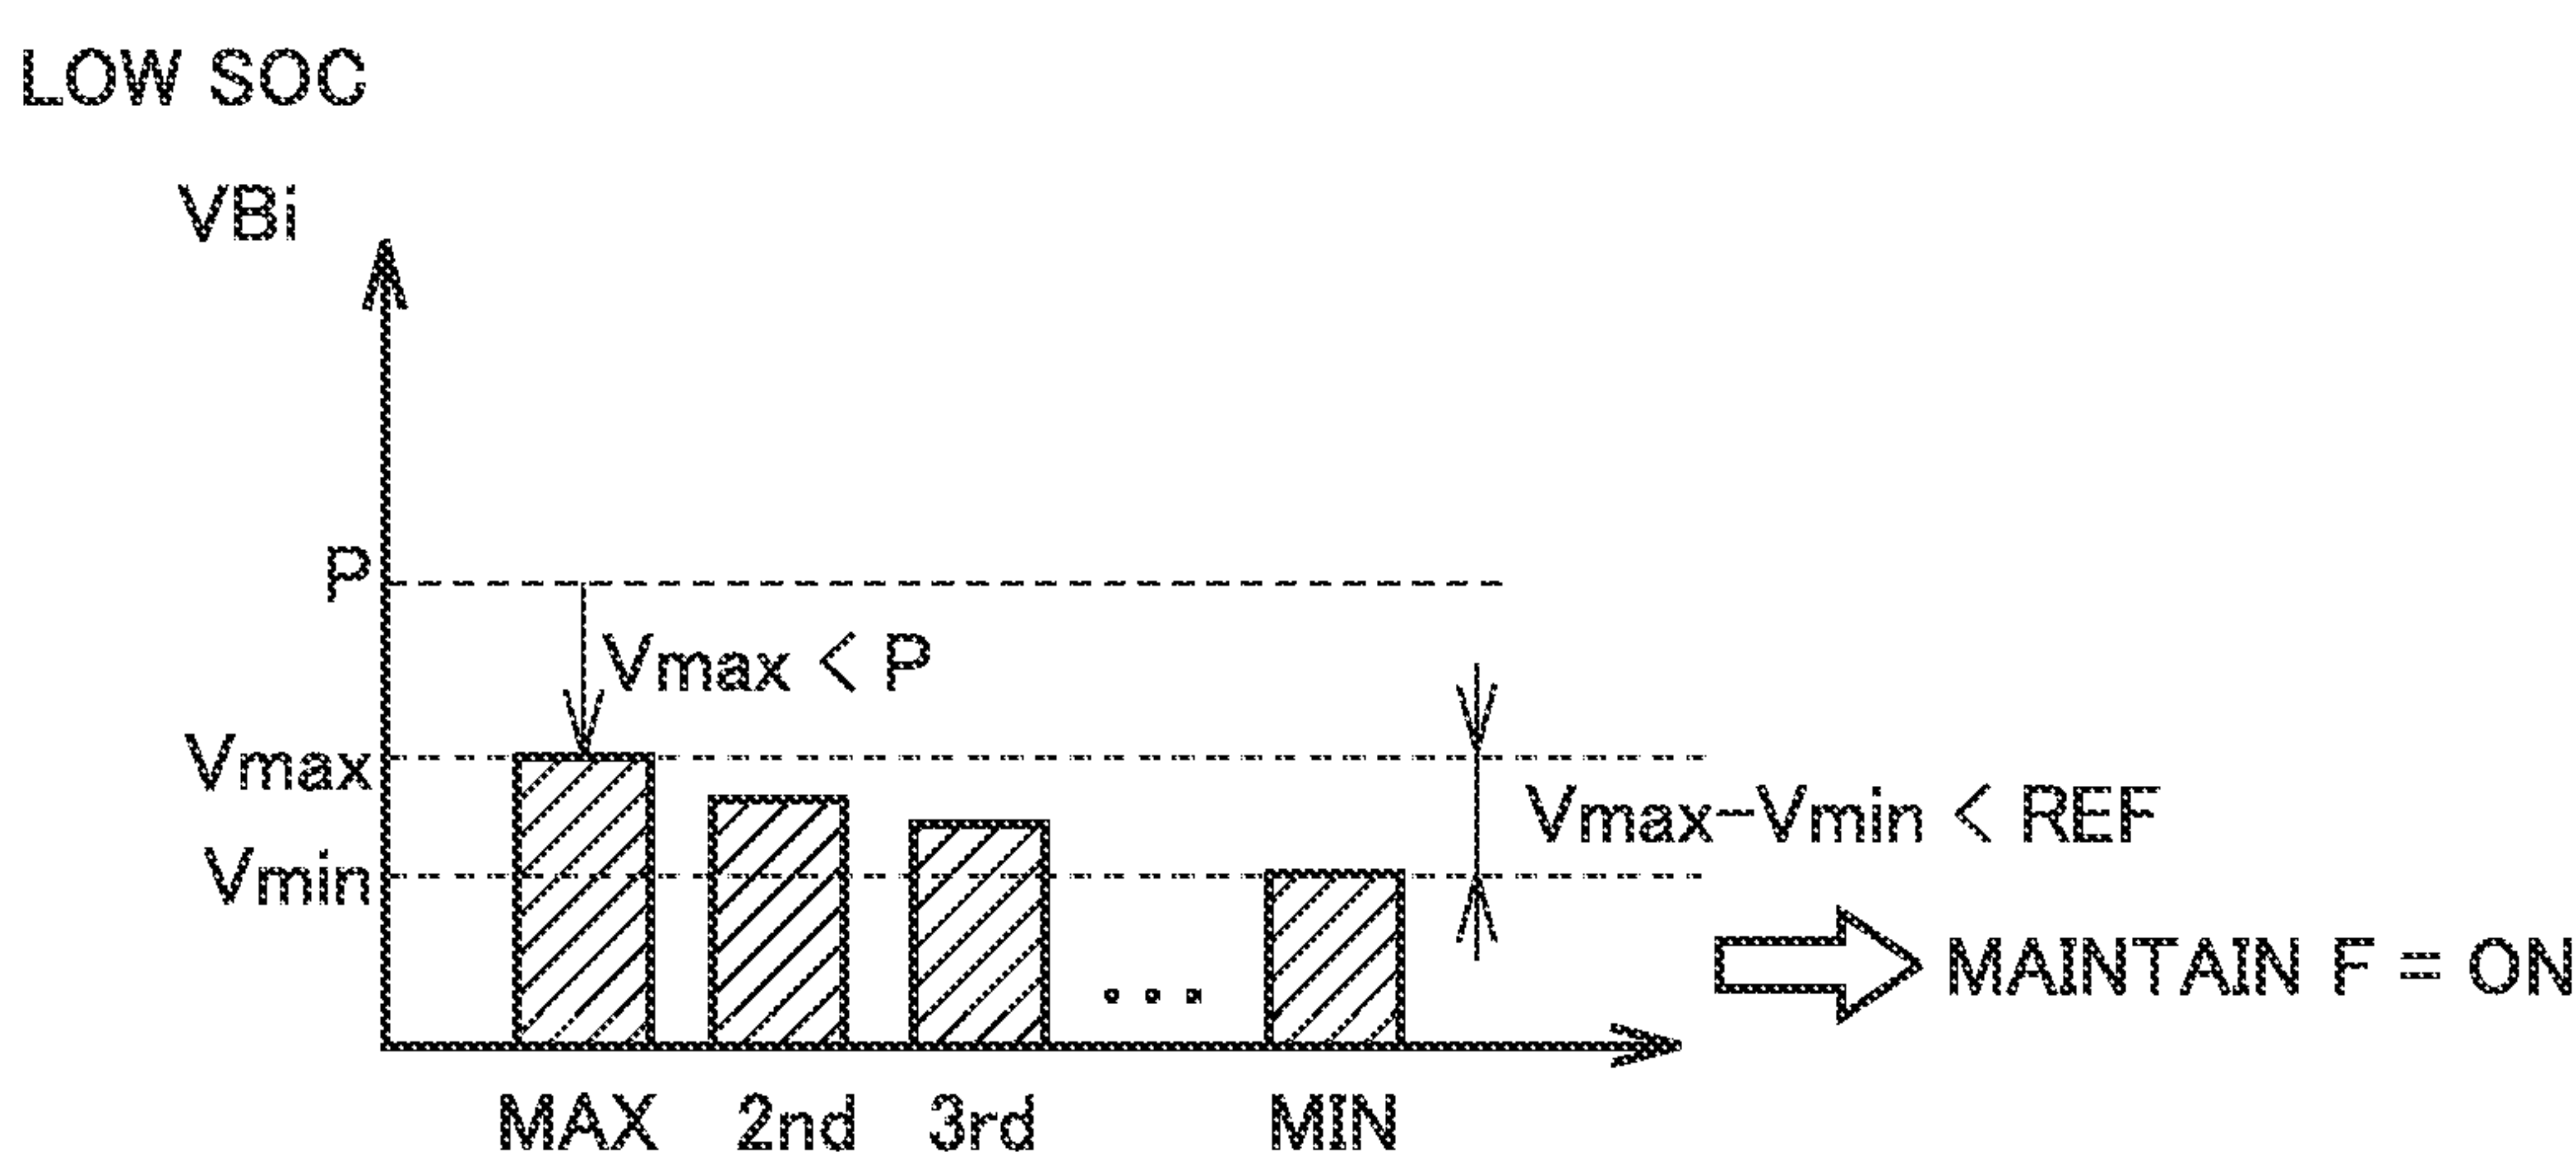 LOW SOC
VBi
P
Vmax < P
Vmax
Vmax-Vmin < REF
Vmin
MAINTAIN F = ON
...
MAX 2nd 3rd MIN